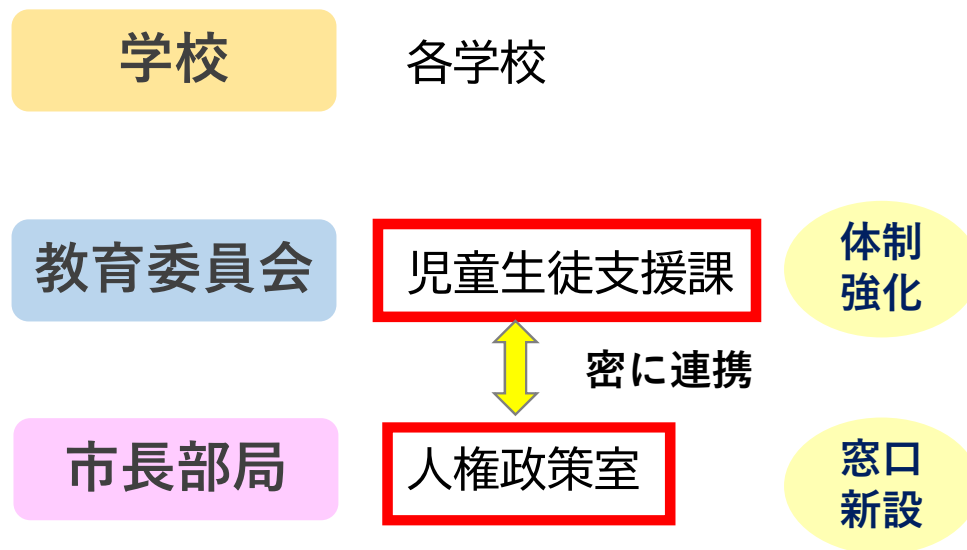 学校
各学校
教育委員会
児童生徒支援課
体制
強化
密に連携
市長部局
人権政策室
窓口
新設